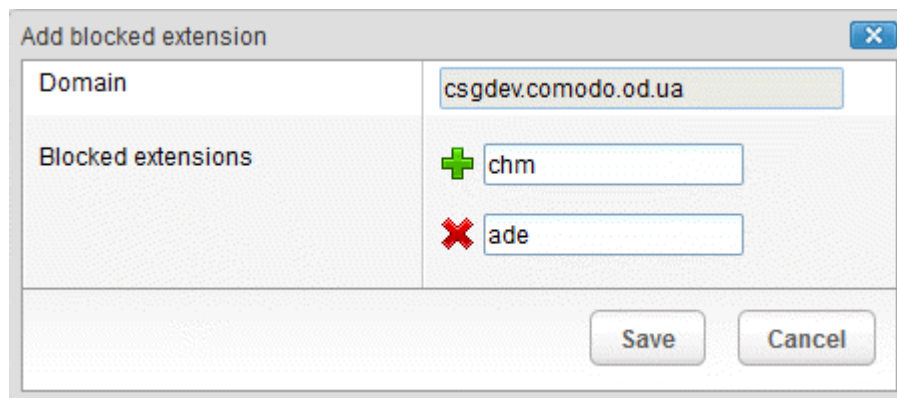 Add blocked extension
Domain
csgdev.comodo.od.ua
Blocked extensions
chm
ade
Save
Cancel